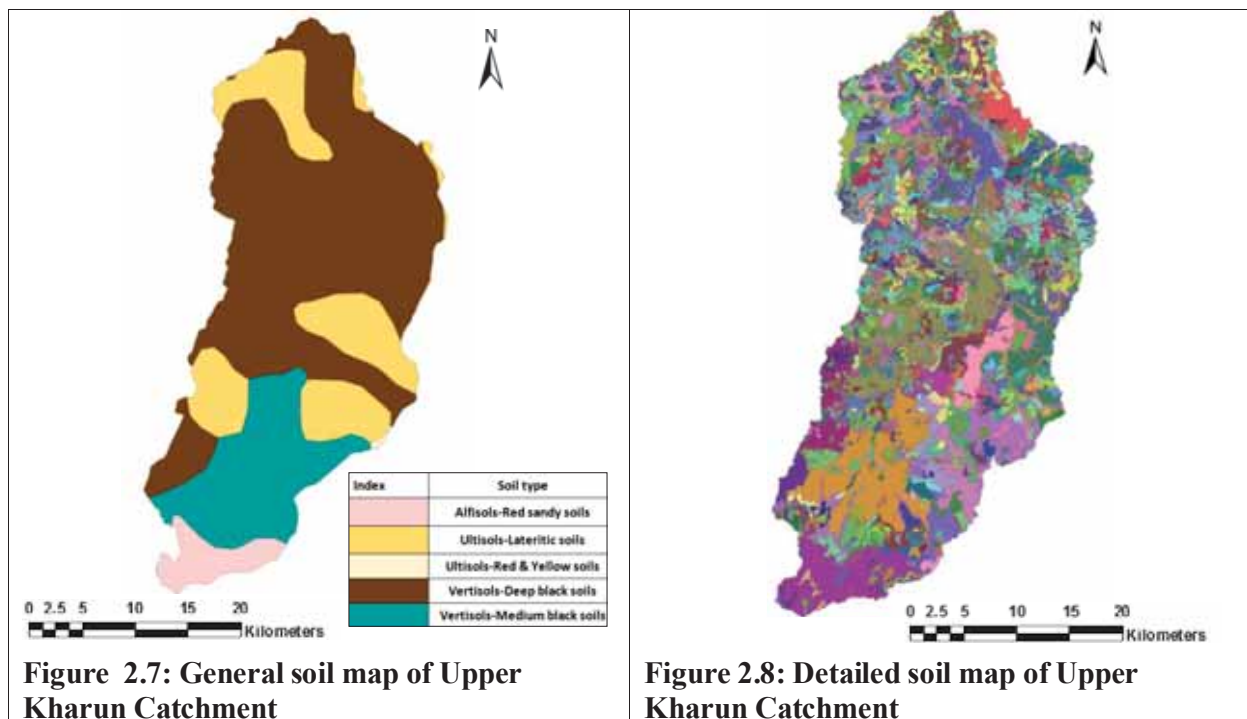 N
Index Soil type
Alfisols-Red sandy soils
Ultisols-Lateritic soils
Ultisols-Red & Yellow soils
Vertisols-Deep black soils
Vertisols-Medium black soils
0 2.5 5 10 15 20
Kilometers
Figure 2.7: General soil map of Upper
Kharun Catchment
N
0 2.5 5 10 15 20
Kilometers
Figure 2.8: Detailed soil map of Upper
Kharun Catchment